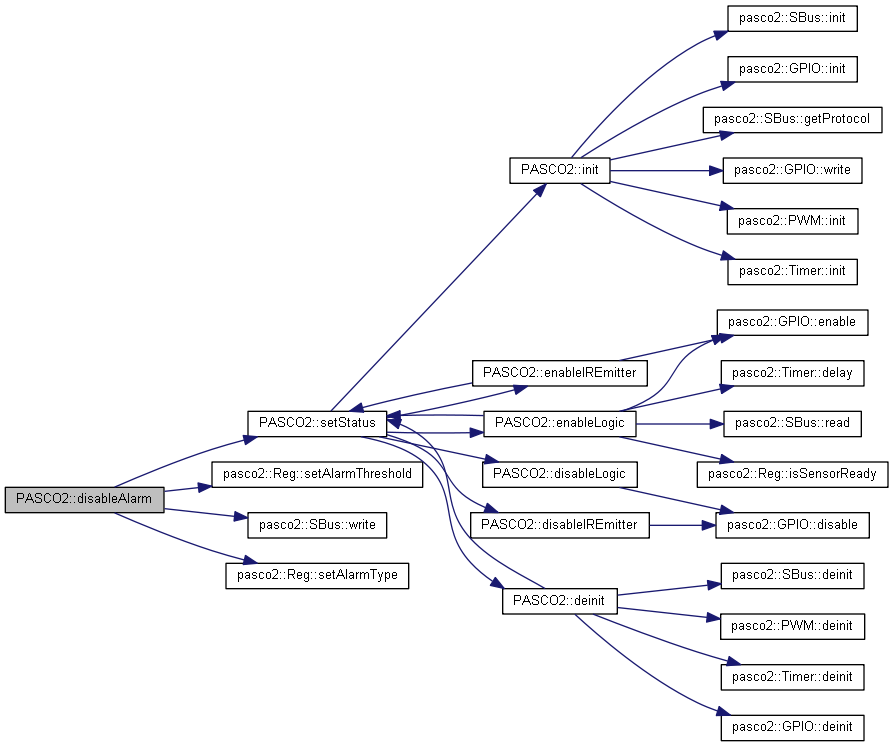 pasco2::SBus::init
pasco2::GPIO::init
pasco2::SBus::getProtocol
PASCO2::init
pasco2::GPIO::write
pasco2::PWM::init
pasco2::Timer::init
pasco2::GPIO::enable
PASCO2::enableIREmitter
pasco2::Timer::delay
PASCO2::setStatus
PASCO2::enableLogic
pasco2::SBus::read
pasco2::Reg::setAlarmThreshold
PASCO2::disableLogic
pasco2::Reg::isSensorReady
PASCO2::disableAlarm
pasco2::SBus::write
PASCO2::disableIREmitter
pasco2::GPIO::disable
pasco2::Reg::setAlarmType
pasco2::SBus::deinit
PASCO2::deinit
pasco2::PWM::deinit
pasco2::Timer::deinit
pasco2::GPIO::deinit